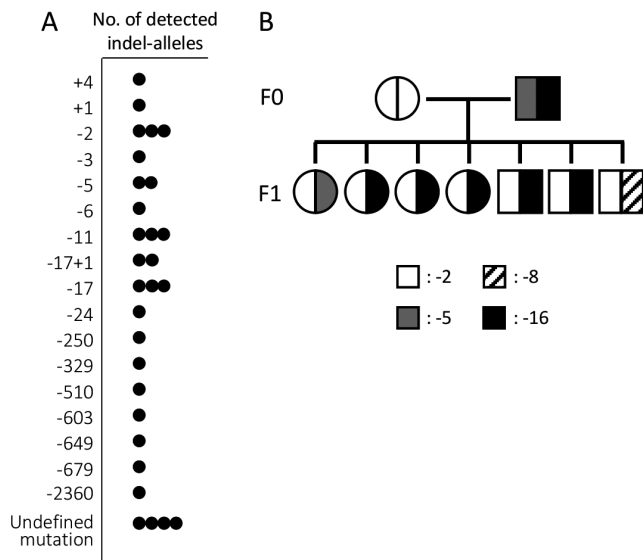 A
No. of detected
indel-alleles
+4
+1
-2
-3
-5
-6
-11
-17+1
-17
-24
-250
-329
-510
-603
-649
-679
-2360
Undefined
mutation
B
F0
F1
: -2
: -8
: -5
: -16